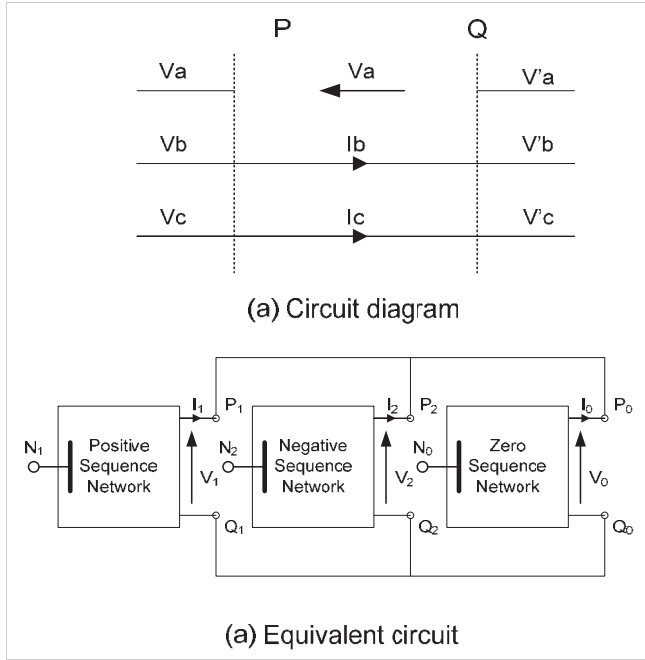 P Q
Va Va V'a
Vb Ib V'b
Vc Ic V'c
(a) Circuit diagram
I₁ P₁ I₂ P₂ I₀ P₀
N₁ Positive Sequence Network V₁ N₂ Negative Sequence Network V₂ N₀ Zero Sequence Network V₀
Q₁ Q₂ Q₀
(a) Equivalent circuit